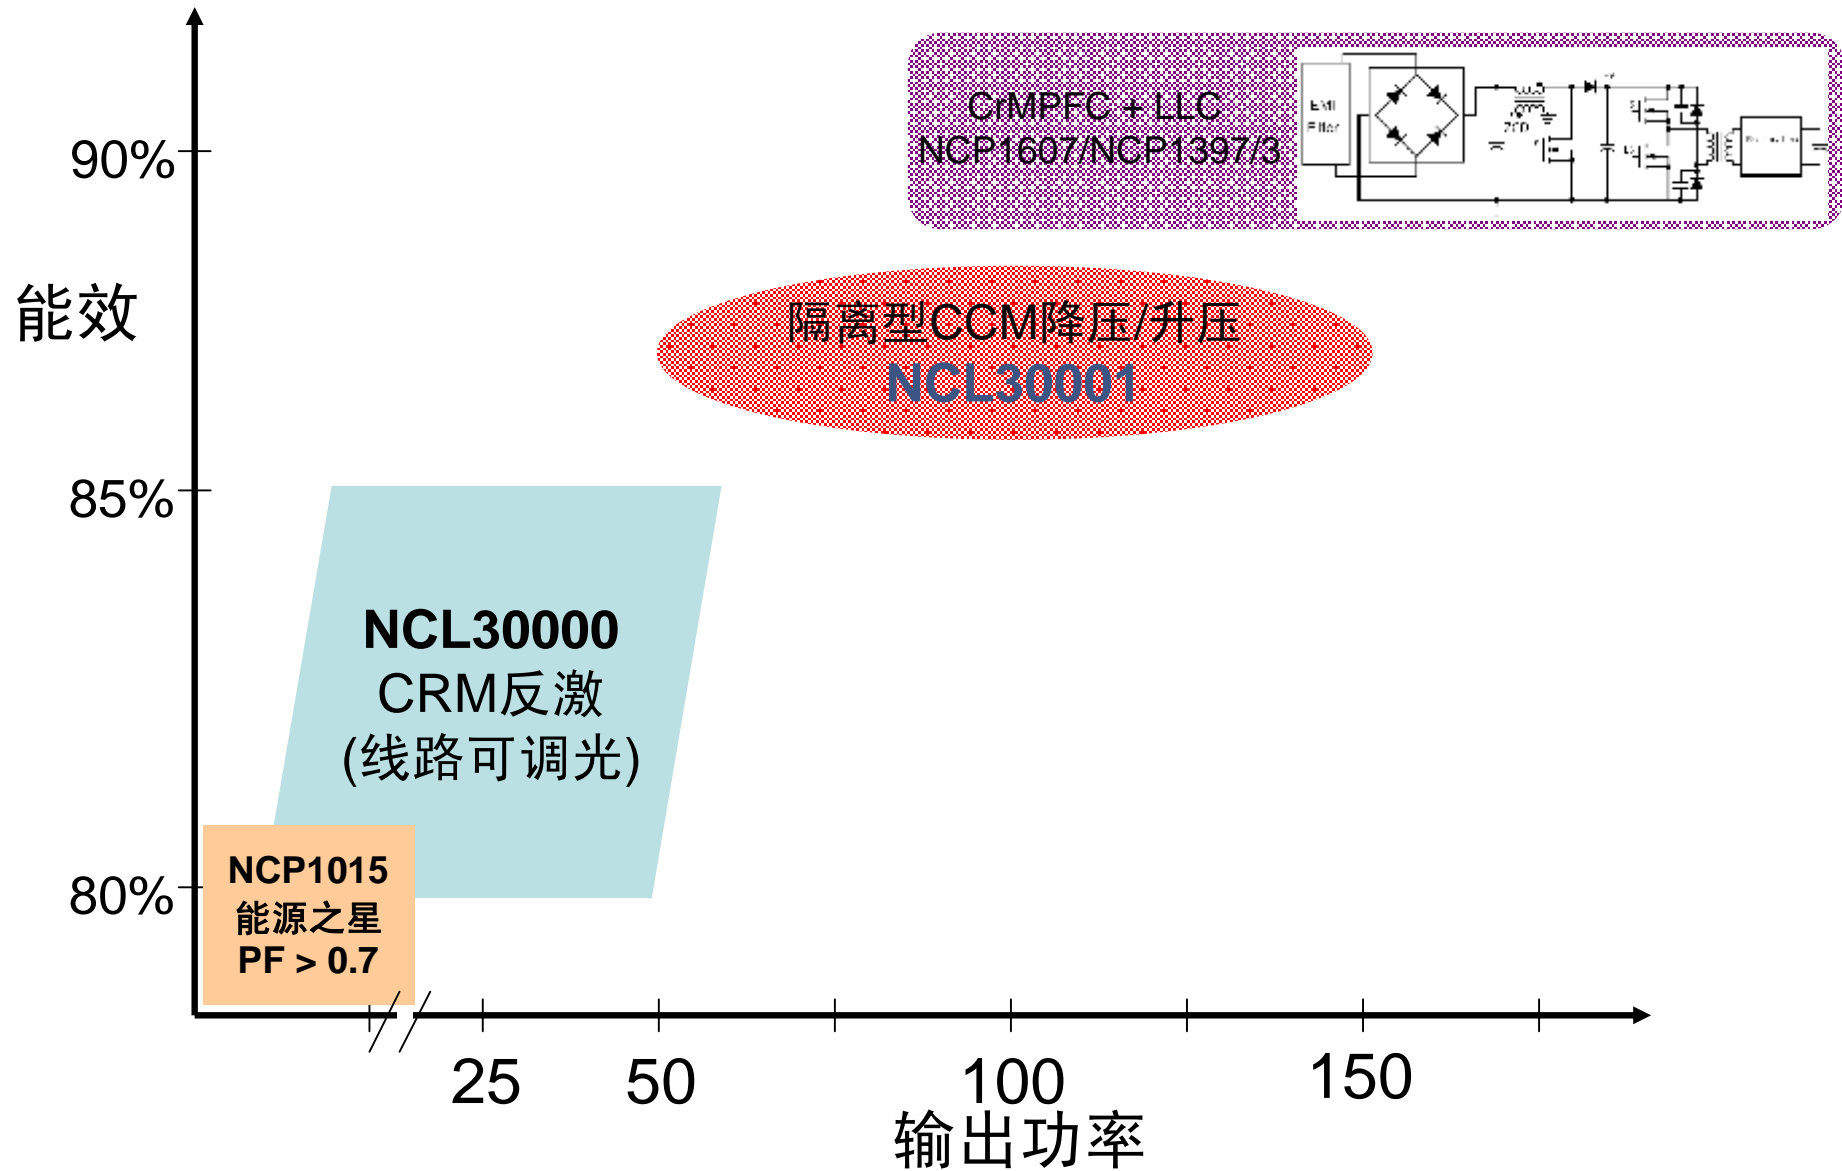 CrMPFC + LLC
NCP1607/NCP1397/3
EMI
Filter
90%
能效
隔离型CCM降压/升压
NCL30001
85%
NCL30000
CRM反激
(线路可调光)
80%
NCP1015
能源之星
PF > 0.7
25
50
100
150
输出功率